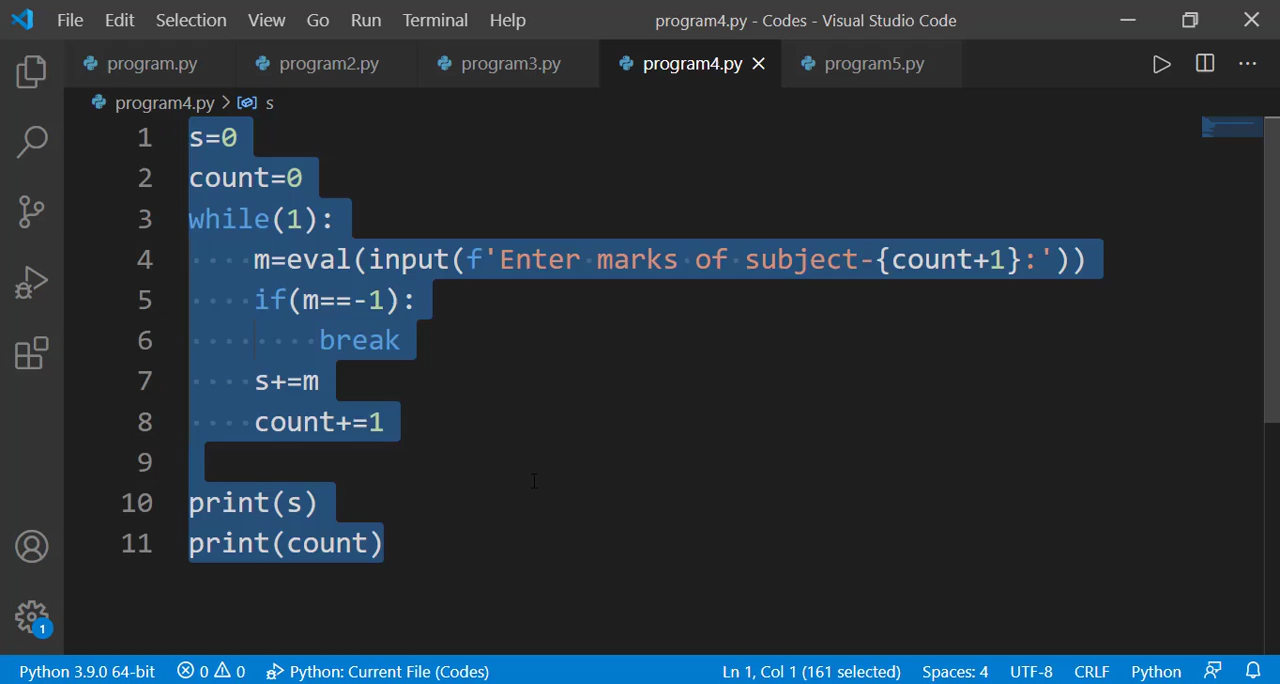 File Edit Selection View Go Run Terminal Help program4.py - Codes - Visual Studio Code
program.py program2.py program3.py program4.py program5.py
program4.py s
1 s=0
2 count=0
3 while(1):
4     m=eval(input(f'Enter marks of subject-{count+1}:'))
5     if(m==-1):
6         break
7     s+=m
8     count+=1
9
10 print(s)
11 print(count)
1
Python 3.9.0 64-bit 0 0 Python: Current File (Codes) Ln 1, Col 1 (161 selected) Spaces: 4 UTF-8 CRLF Python